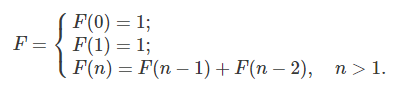 F(0) = 1;
F = { F(1) = 1;
F(n) = F(n − 1) + F(n − 2),   n > 1.